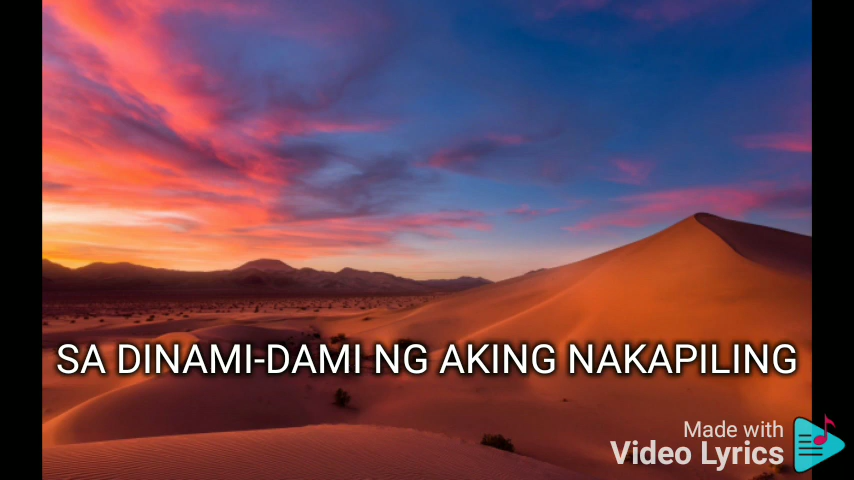 SA DINAMI-DAMI NG AKING NAKAPILING
Made with
Video Lyrics